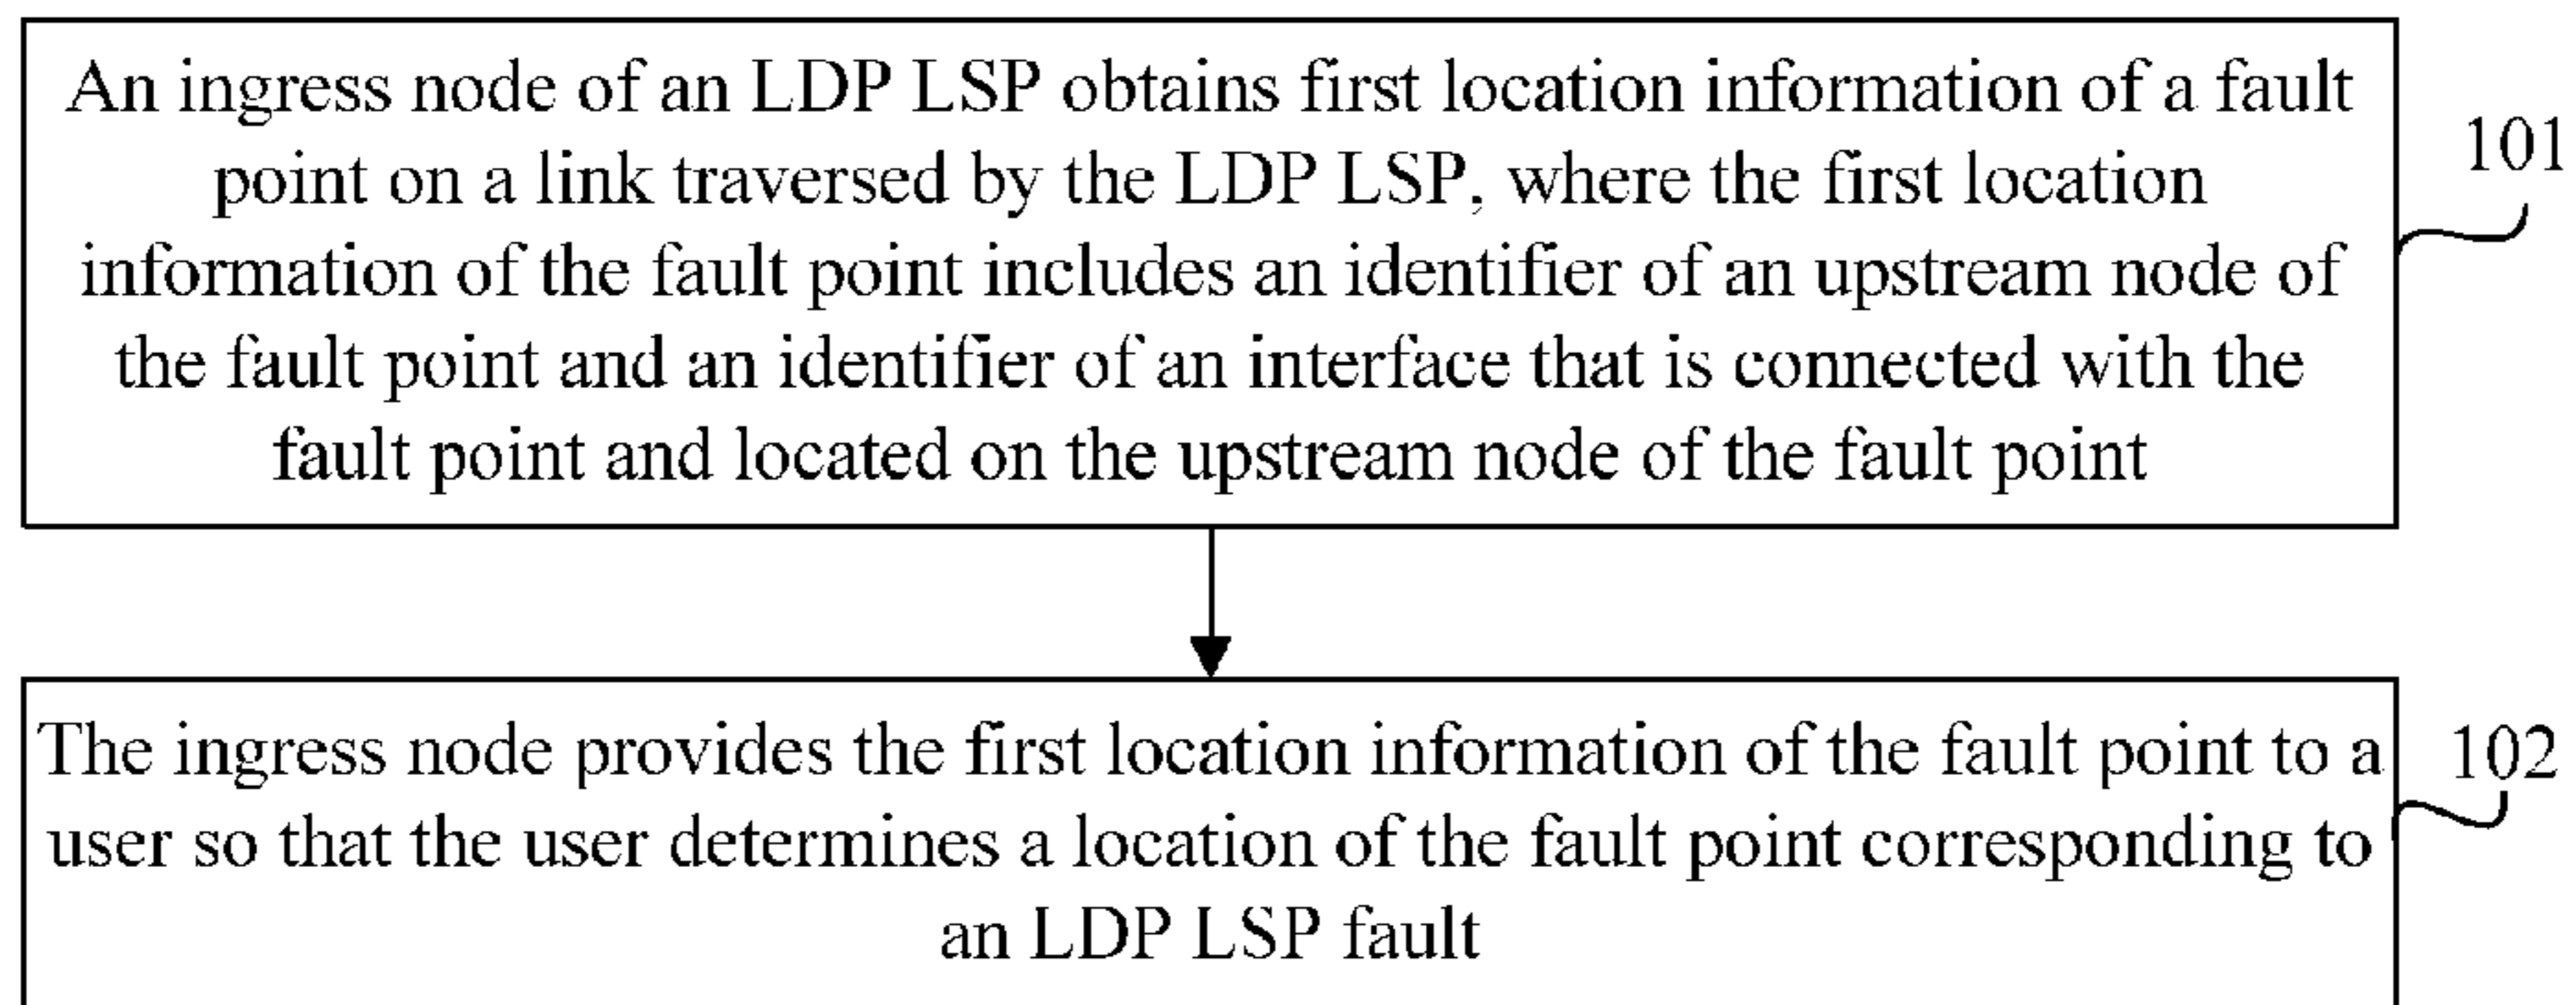 An ingress node of an LDP LSP obtains first location information of a fault
point on a link traversed by the LDP LSP, where the first location
information of the fault point includes an identifier of an upstream node of
the fault point and an identifier of an interface that is connected with the
fault point and located on the upstream node of the fault point
101
The ingress node provides the first location information of the fault point to a
user so that the user determines a location of the fault point corresponding to
an LDP LSP fault
102